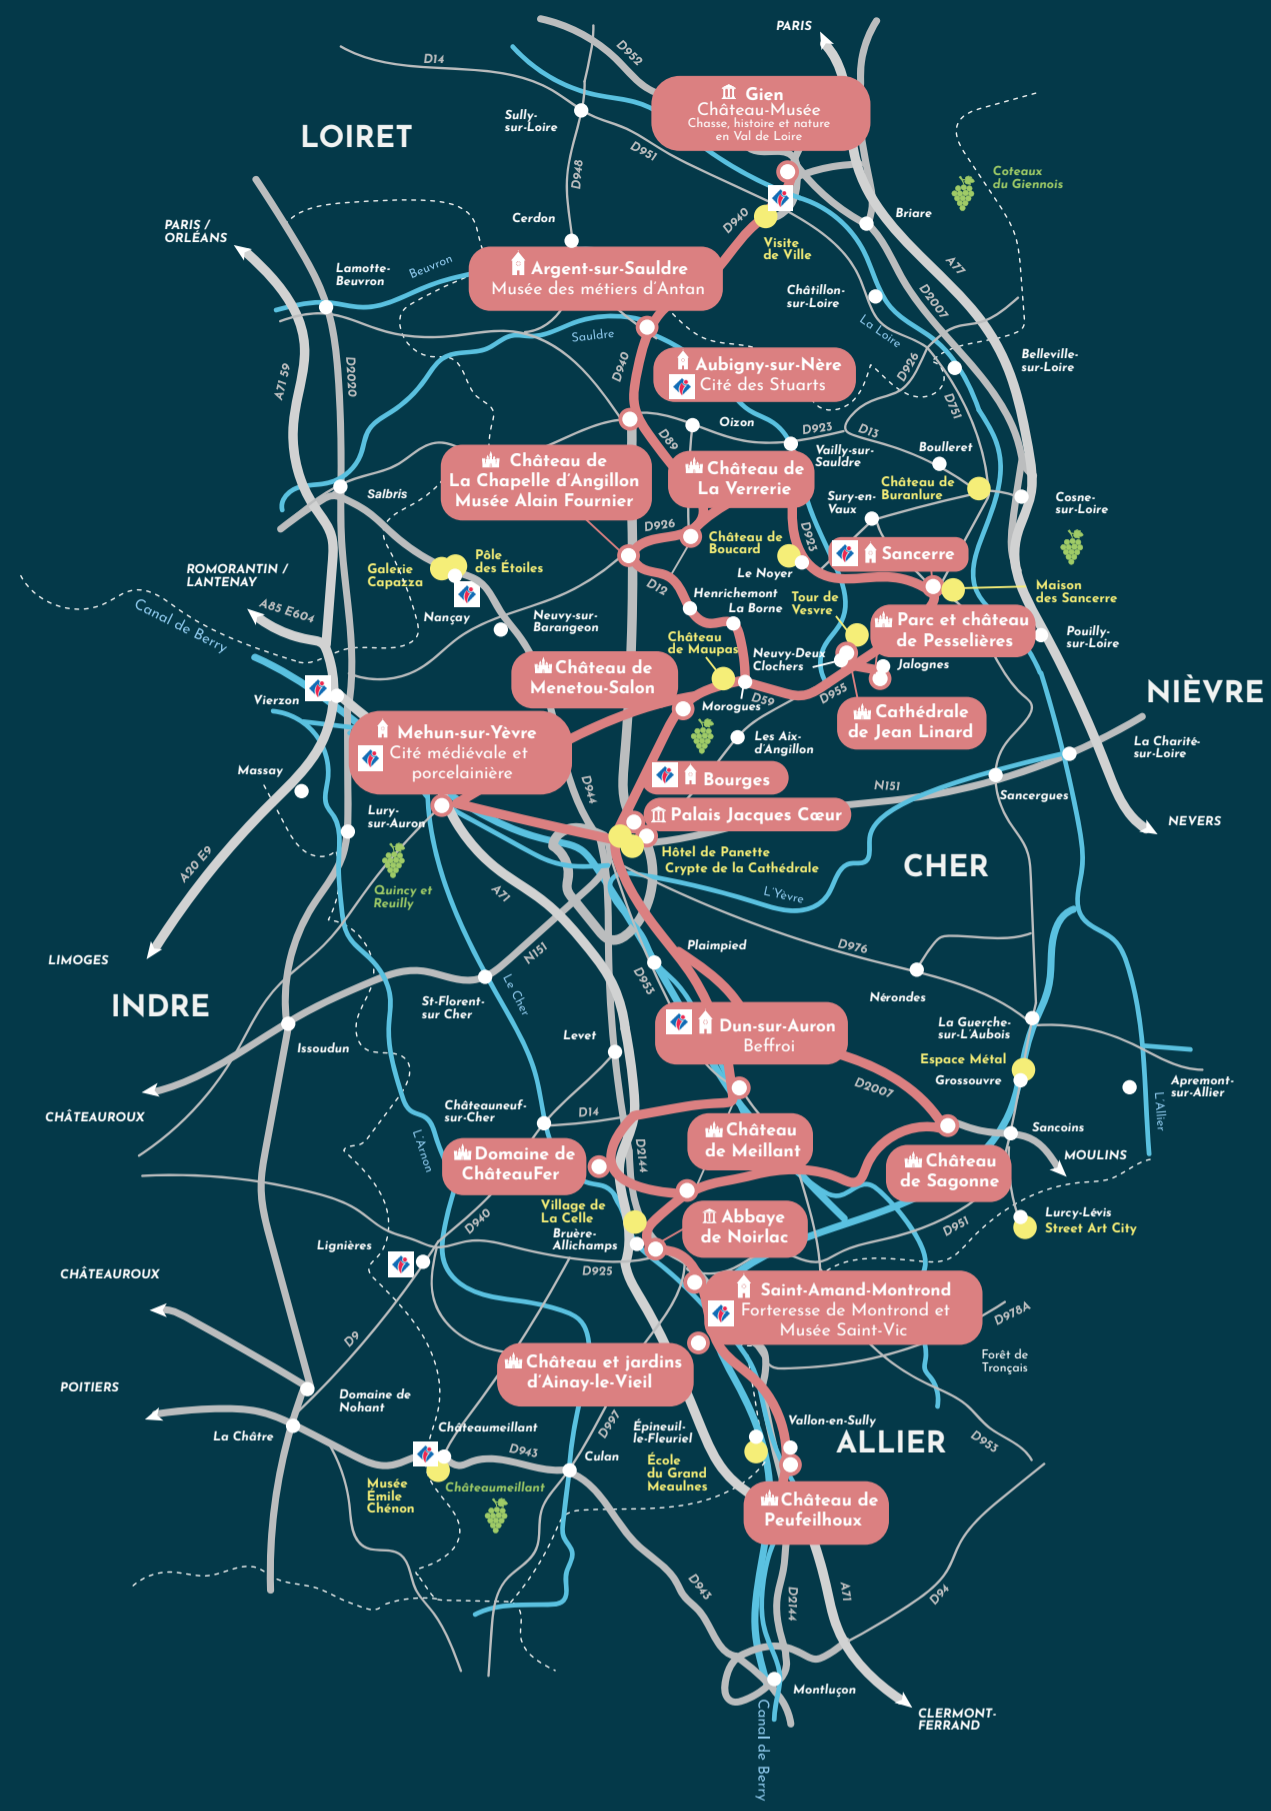 PARIS
D952
D14
Gien
Château-Musée
Chasse, histoire et nature
en Val de Loire
Sully-
sur-Loire
LOIRET
D951
D948
Coteaux
du Giennois
Cerdon
D940
Briare
PARIS /
ORLÉANS
Visite
de Ville
Lamotte-
Beuvron
Beuvron
Argent-sur-Sauldre
Musée des métiers d'Antan
A77
Châtillon-
sur-Loire
D2007
La Loire
Sauldre
D940
D926
Belleville-
sur-Loire
A71 59
D2020
Aubigny-sur-Nère
Cité des Stuarts
D751
Oizon
D923
D13
D89
Vailly-sur-
Sauldre
Boulleret
Château de
La Chapelle d'Angillon
Musée Alain Fournier
Château de
La Verrerie
Château de
Buranlure
Salbris
Sury-en-
Vaux
Cosne-
sur-Loire
D926
D923
Château de
Boucard
Sancerre
Pôle
des Étoiles
Galerie
Capazza
Le Noyer
ROMORANTIN /
LANTENAY
D12
Henrichemont
La Borne
Tour de
Vesvre
Maison
des Sancerre
A85 E604
Canal de Berry
Nançay
Neuvy-sur-
Barangeon
Parc et château
de Pesselières
Pouilly-
sur-Loire
Château
de Maupas
Neuvy-Deux
Clochers
Jalognes
Château de
Menetou-Salon
D59
D955
NIÈVRE
Vierzon
Morogues
Cathédrale
de Jean Linard
Mehun-sur-Yèvre
Cité médiévale et
porcelainière
Les Aix-
d'Angillon
La Charité-
sur-Loire
Massay
D944
Bourges
N151
Sancergues
Lury-
sur-Auron
Palais Jacques Cœur
NEVERS
A20 E9
Hôtel de Panette
Crypte de la Cathédrale
CHER
Quincy et
Reuilly
A71
L'Yèvre
LIMOGES
N151
Plaimpied
D976
INDRE
Le Cher
D953
St-Florent-
sur Cher
Nérondes
Issoudun
Levet
Dun-sur-Auron
Beffroi
La Guerche-
sur-L'Aubois
Espace Métal
Grossouvre
Apremont-
sur-Allier
CHÂTEAUROUX
Châteauneuf-
sur-Cher
D14
D2007
L'Allier
L'Arnon
Château
de Meillant
Sancoins
MOULINS
Domaine de
ChâteauFer
D2144
Château
de Sagonne
Village de
La Celle
Bruère-
Allichamps
Abbaye
de Noirlac
D951
Lurcy-Lévis
Street Art City
D940
Lignières
D925
CHÂTEAUROUX
Saint-Amand-Montrond
Forteresse de Montrond et
Musée Saint-Vic
D978A
D9
Forêt de
Tronçais
Château et jardins
d'Ainay-le-Vieil
POITIERS
Domaine de
Nohant
La Châtre
Châteaumeillant
D943
D997
Culan
Épineuil-
le-Fleuriel
Vallon-en-Sully
ALLIER
D953
École
du Grand
Meaulnes
Musée
Émile
Chénon
Châteaumeillant
Château de
Peufeilhoux
D943
D2144
A71
D94
Montluçon
CLERMONT-
FERRAND
Canal de Berry